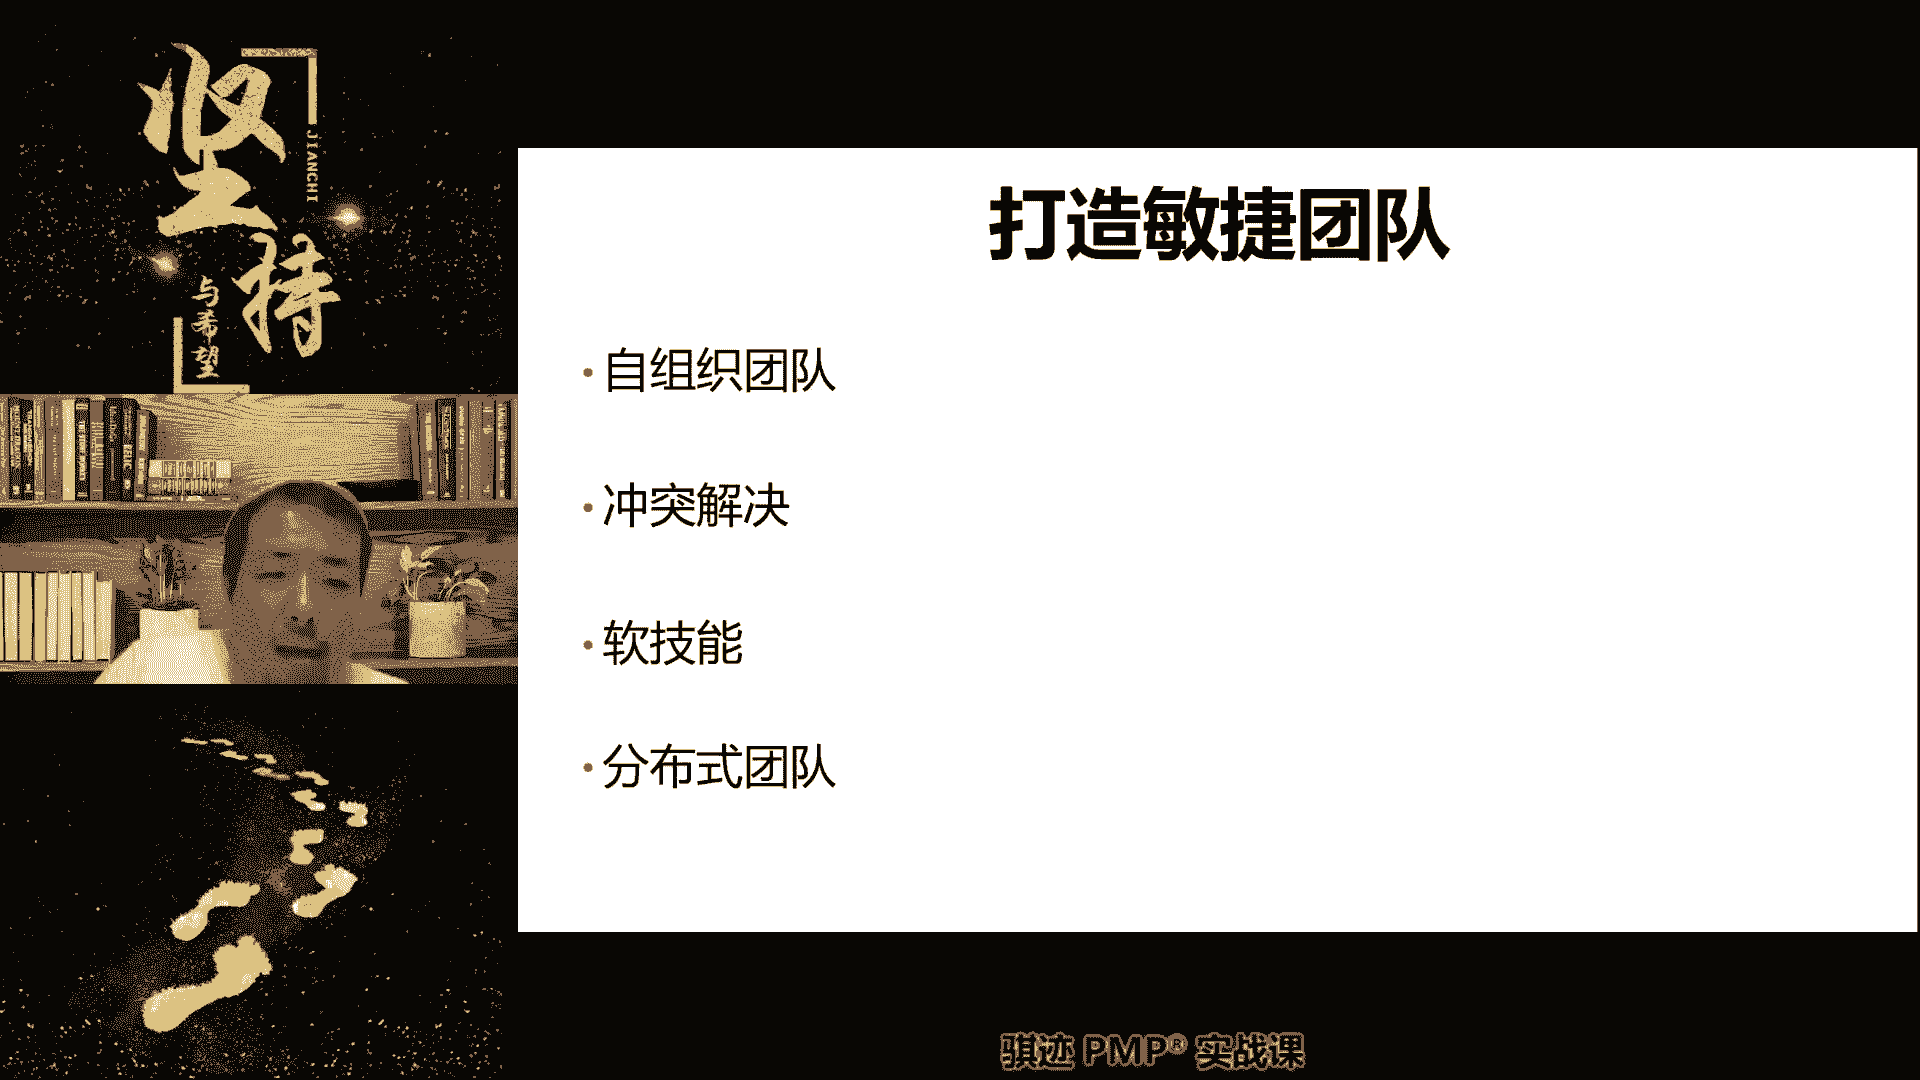 坚持
JIANCHI
与希望
打造敏捷团队
•自组织团队
•冲突解决
•软技能
•分布式团队
骐迹 PMP® 实战课